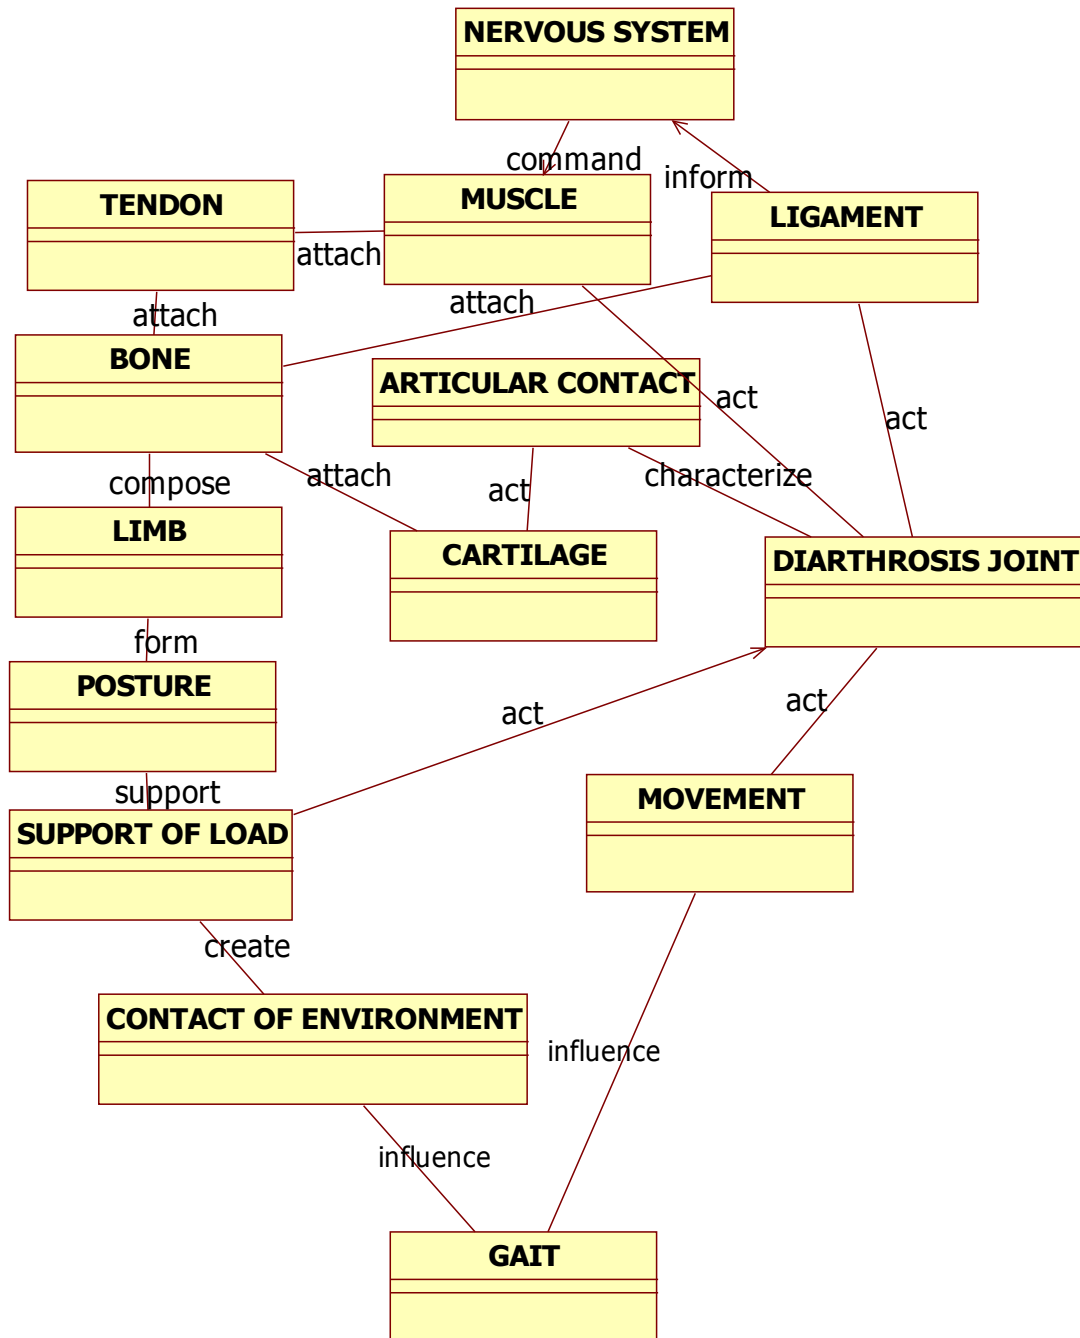 NERVOUS SYSTEM
command
inform
TENDON
MUSCLE
LIGAMENT
attach
attach
attach
BONE
ARTICULAR CONTACT
act
act
compose
attach
act
characterize
LIMB
CARTILAGE
DIARTHROSIS JOINT
form
POSTURE
act
act
support
MOVEMENT
SUPPORT OF LOAD
create
CONTACT OF ENVIRONMENT
influence
influence
GAIT